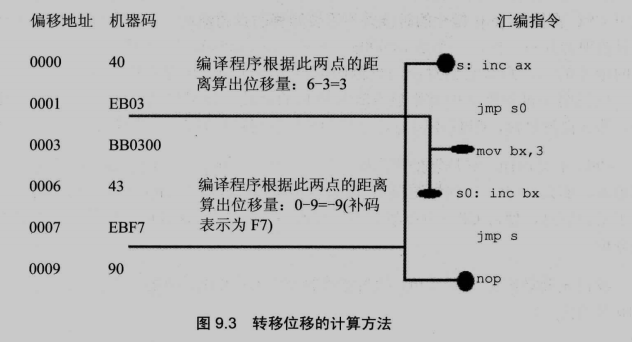 偏移地址 机器码 汇编指令
0000 40 编译程序根据此两点的距 s: inc ax
离算出位移量：6-3=3
0001 EB03 jmp s0
0003 BB0300 mov bx,3
0006 43 编译程序根据此两点的距离 s0: inc bx
算出位移量：0-9=-9(补码
表示为 F7)
0007 EBF7 jmp s
0009 90 nop
图 9.3 转移位移的计算方法